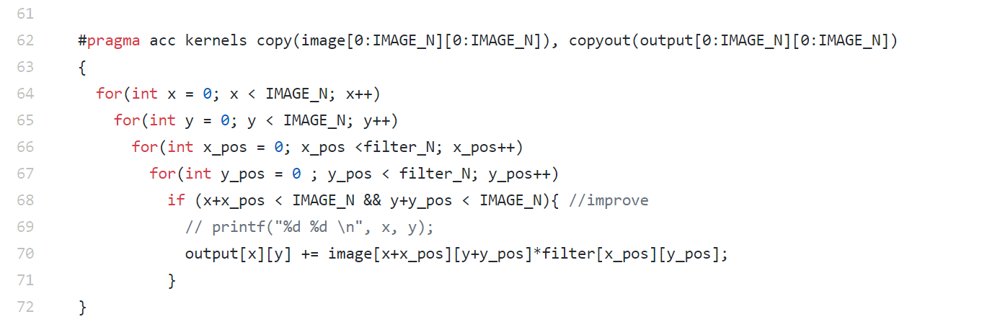 61
62 #pragma acc kernels copy(image[0:IMAGE_N][0:IMAGE_N]), copyout(output[0:IMAGE_N][0:IMAGE_N])
63 {
64   for(int x = 0; x < IMAGE_N; x++)
65     for(int y = 0; y < IMAGE_N; y++)
66       for(int x_pos = 0; x_pos <filter_N; x_pos++)
67         for(int y_pos = 0 ; y_pos < filter_N; y_pos++)
68           if (x+x_pos < IMAGE_N && y+y_pos < IMAGE_N){ //improve
69             // printf("%d %d \n", x, y);
70             output[x][y] += image[x+x_pos][y+y_pos]*filter[x_pos][y_pos];
71           }
72 }